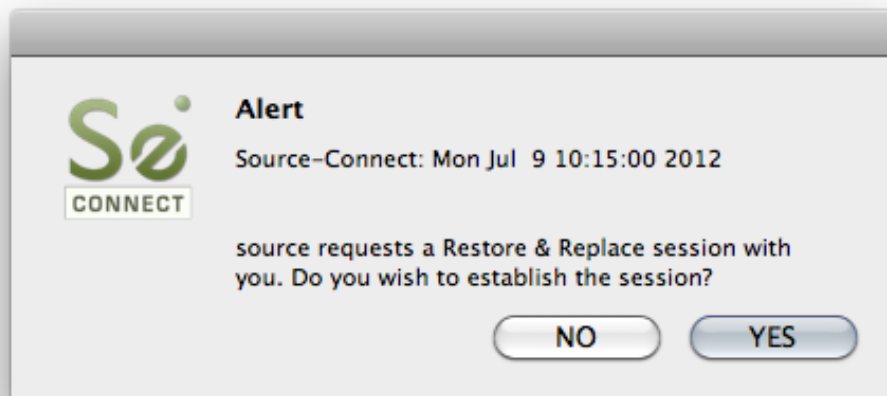 Se
CONNECT
Alert
Source-Connect: Mon Jul  9 10:15:00 2012
source requests a Restore & Replace session with
you. Do you wish to establish the session?
NO
YES